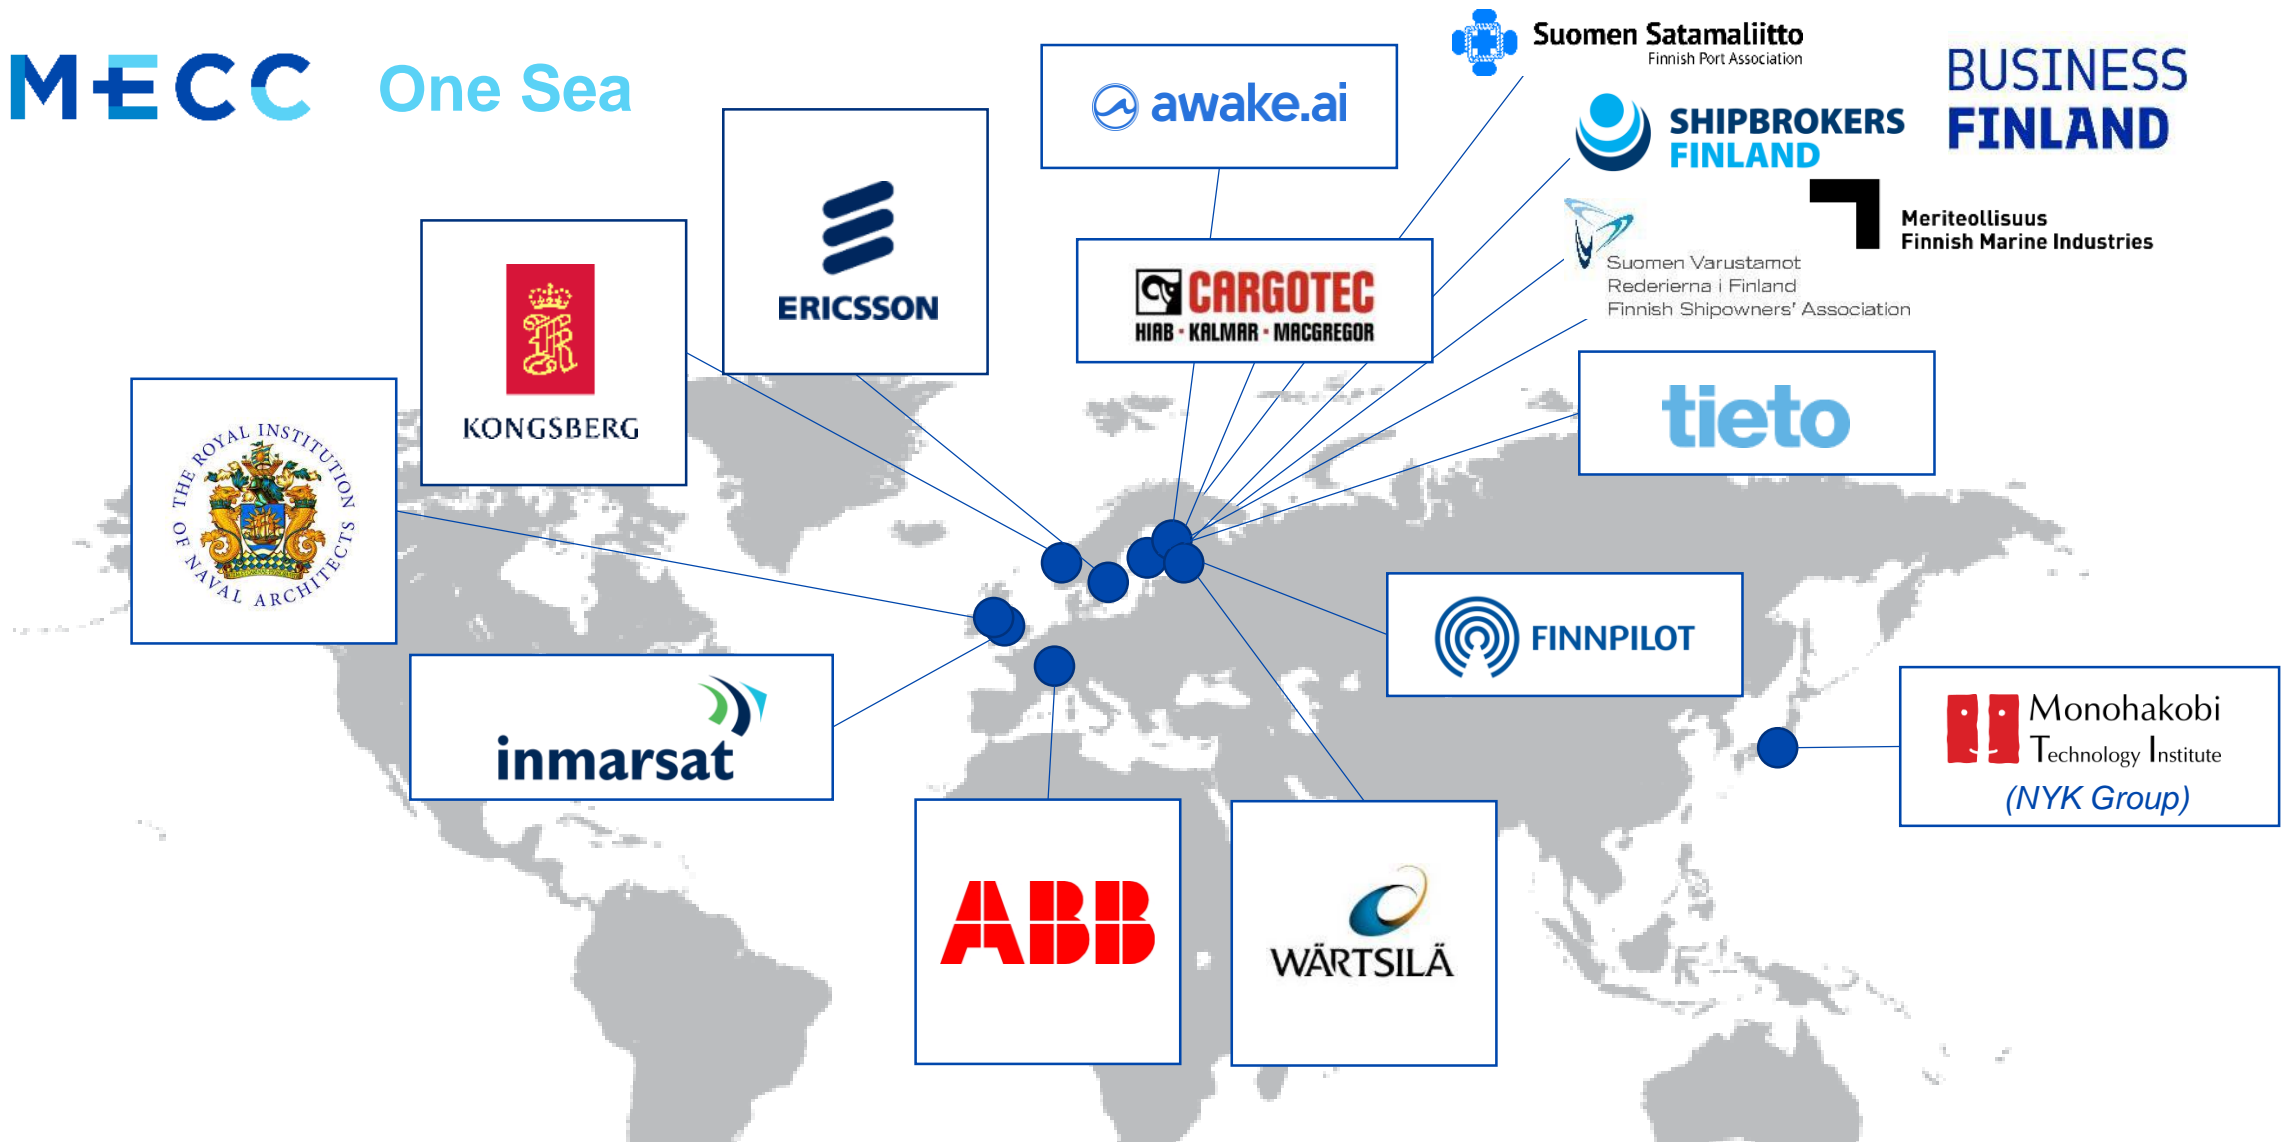 MECC
One Sea
awake.ai
Suomen Satamaliitto
Finnish Port Association
BUSINESS
FINLAND
SHIPBROKERS
FINLAND
Meriteollisuus
Finnish Marine Industries
Suomen Varustamot
Rederierna i Finland
Finnish Shipowners' Association
ERICSSON
CARGOTEC
HIAB · KALMAR · MACGREGOR
KONGSBERG
tieto
THE ROYAL INSTITUTION
OF NAVAL ARCHITECTS
FINNPILOT
inmarsat
Monohakobi
Technology Institute
(NYK Group)
ABB
WÄRTSILÄ